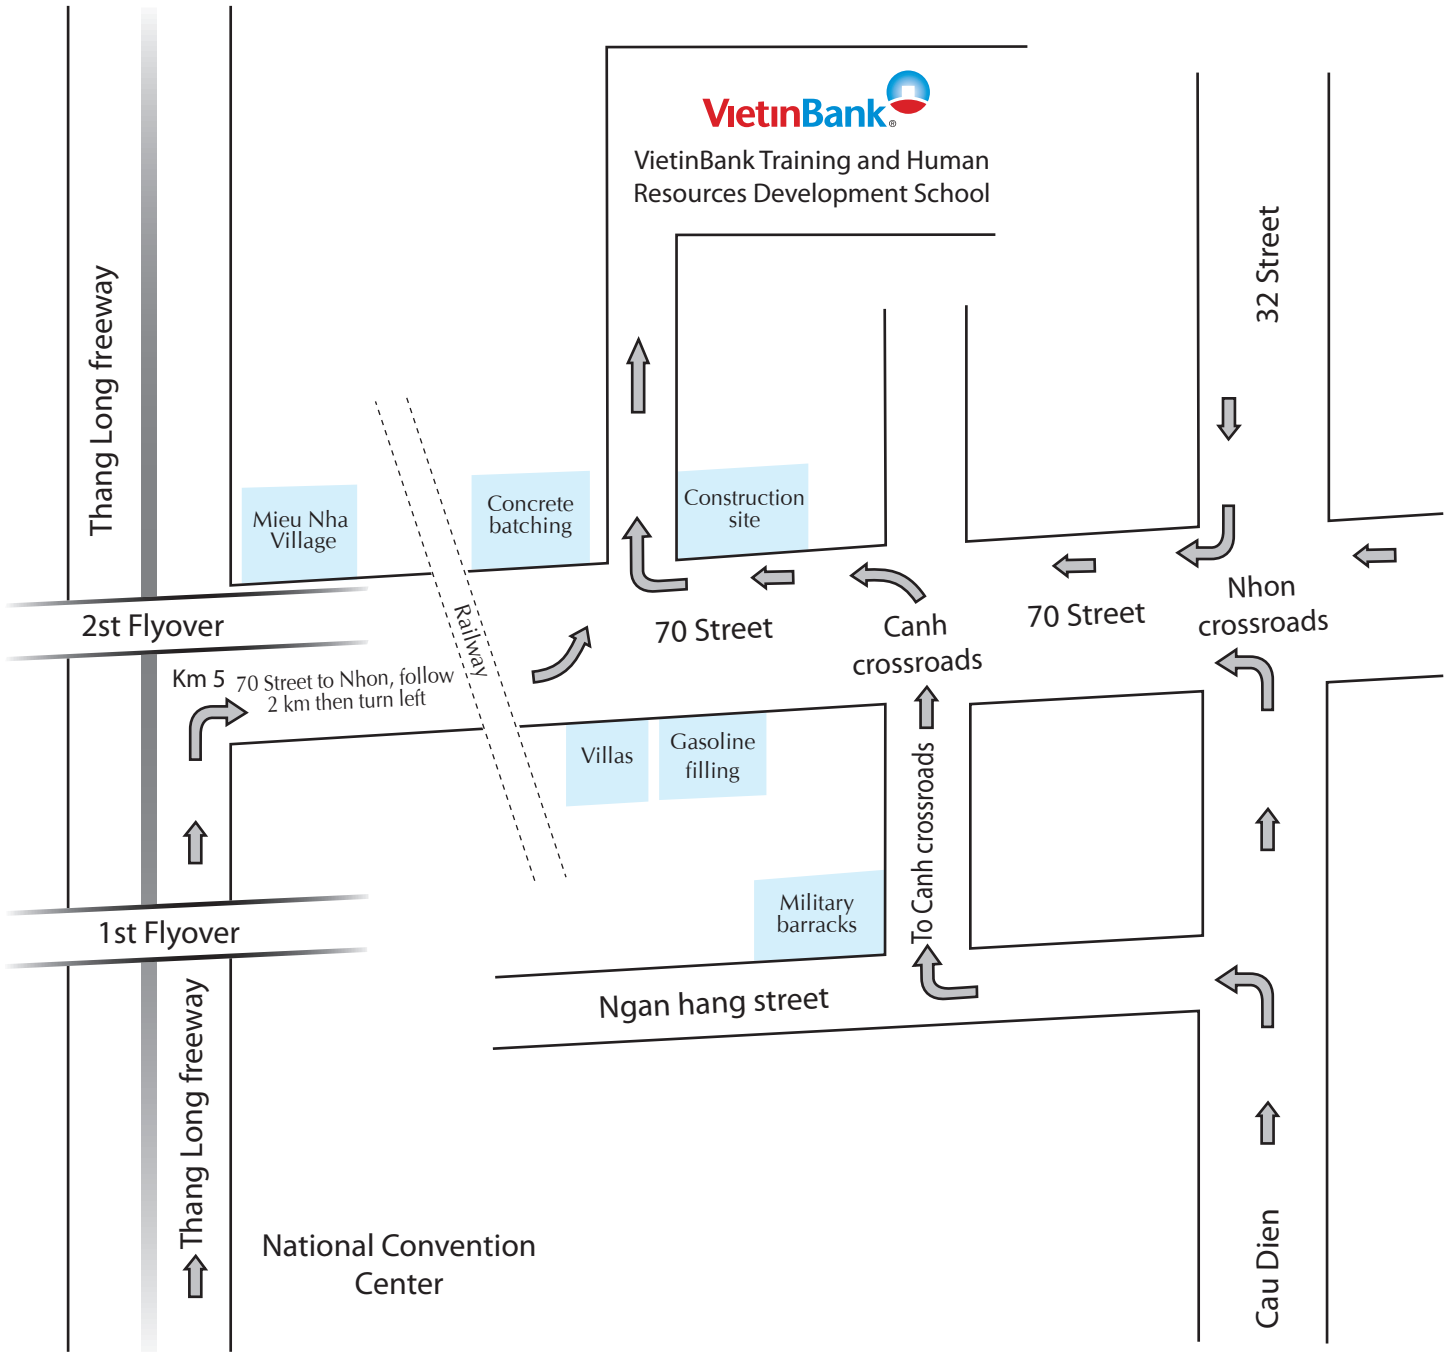 VietinBank®
VietinBank Training and Human
Resources Development School
32 Street
Thang Long freeway
Mieu Nha
Village
Concrete
batching
Construction
site
2st Flyover
Railway
70 Street
Canh
crossroads
70 Street
Nhon
crossroads
Km 5
70 Street to Nhon, follow
2 km then turn left
Villas
Gasoline
filling
To Canh crossroads
Military
barracks
1st Flyover
Ngan hang street
Thang Long freeway
National Convention
Center
Cau Dien